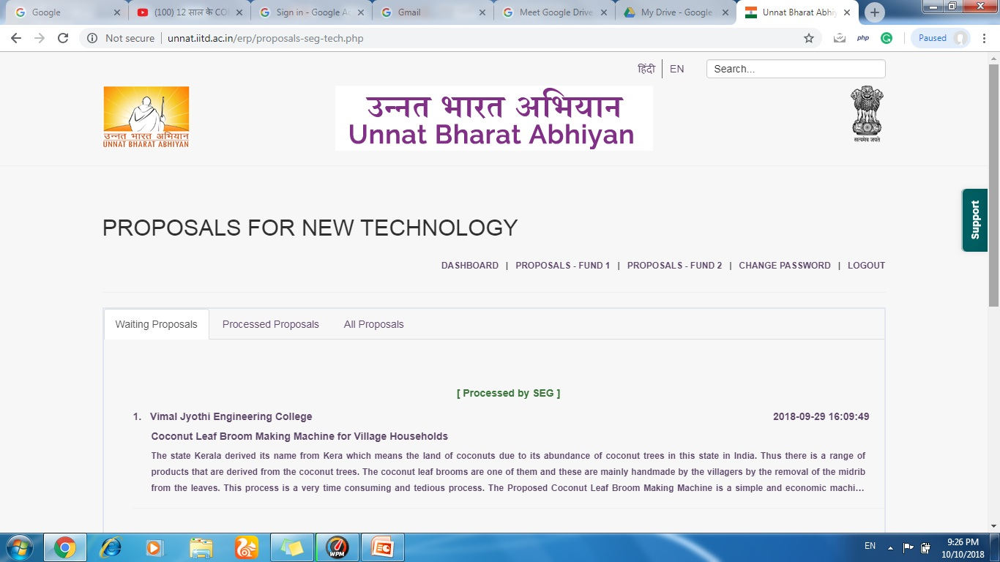 Google
(100) 12 साल के CO
Sign in - Google Ac
Gmail
Meet Google Drive
My Drive - Google
Unnat Bharat Abhiy
Not secure | unnat.iitd.ac.in/erp/proposals-seg-tech.php
php
Paused
हिंदी | EN
Search...
उन्नत भारत अभियान
UNNAT BHARAT ABHIYAN
उन्नत भारत अभियान
Unnat Bharat Abhiyan
सत्यमेव जयते
Support
PROPOSALS FOR NEW TECHNOLOGY
DASHBOARD | PROPOSALS - FUND 1 | PROPOSALS - FUND 2 | CHANGE PASSWORD | LOGOUT
Waiting Proposals Processed Proposals All Proposals
[ Processed by SEG ]
1. Vimal Jyothi Engineering College 2018-09-29 16:09:49
Coconut Leaf Broom Making Machine for Village Households
The state Kerala derived its name from Kera which means the land of coconuts due to its abundance of coconut trees in this state in India. Thus there is a range of
products that are derived from the coconut trees. The coconut leaf brooms are one of them and these are mainly handmade by the villagers by the removal of the midrib
from the leaves. This process is a very time consuming and tedious process. The Proposed Coconut Leaf Broom Making Machine is a simple and economic machi...
WPM
EN
9:26 PM
10/10/2018